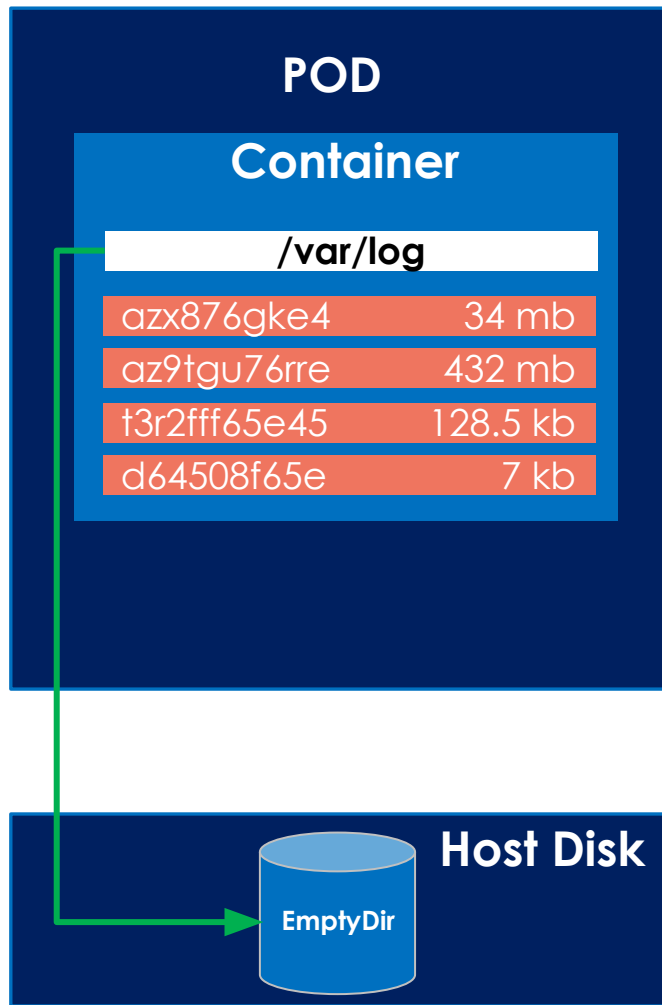 POD
Container
/var/log
azx876gke4 34 mb
az9tgu76rre 432 mb
t3r2fff65e45 128.5 kb
d64508f65e 7 kb
Host Disk
EmptyDir